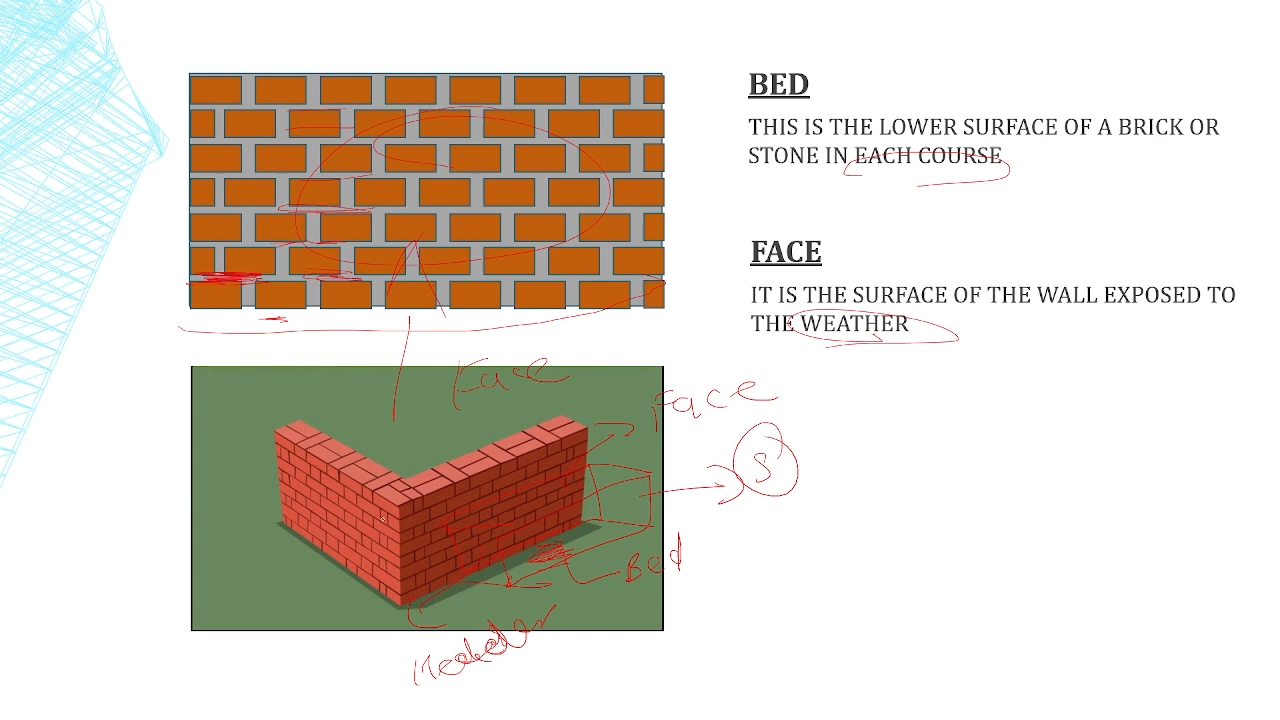 BED
THIS IS THE LOWER SURFACE OF A BRICK OR
STONE IN EACH COURSE
FACE
IT IS THE SURFACE OF THE WALL EXPOSED TO
THE WEATHER
Face
Face
S
Bed